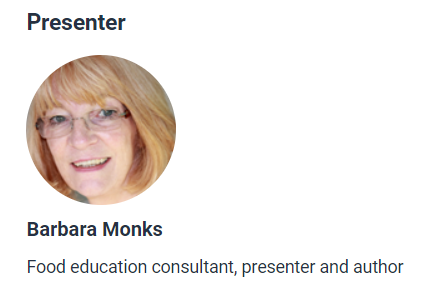 Presenter
Barbara Monks
Food education consultant, presenter and author